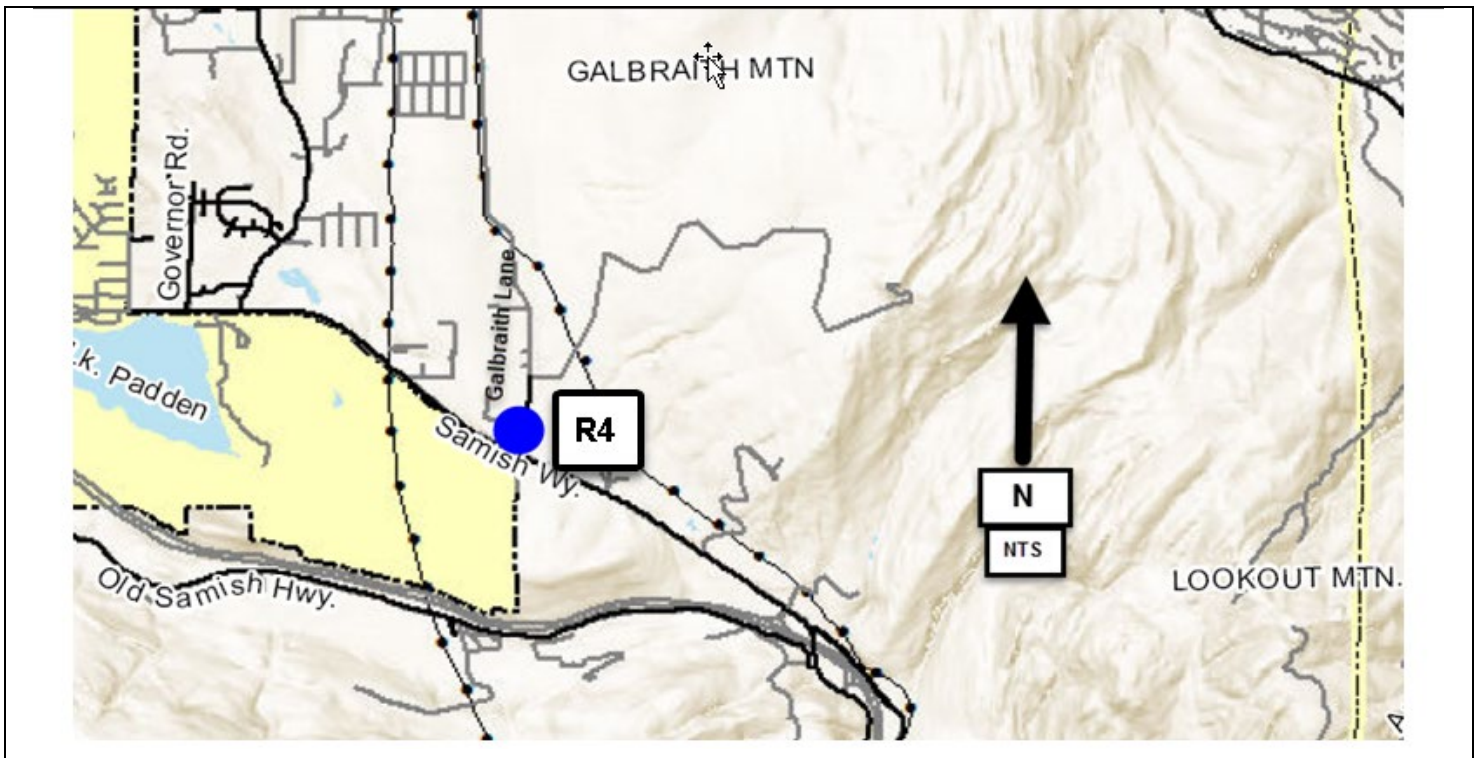 GALBRAITH MTN
Governor Rd.
Galbraith Lane
Lk. Padden
Samish Wy.
R4
N
NTS
LOOKOUT MTN.
Old Samish Hwy.